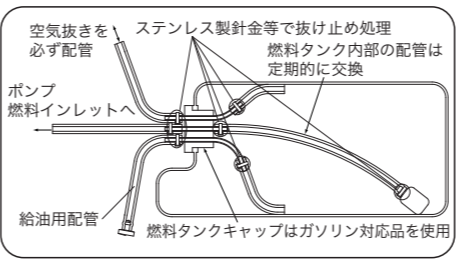 空気抜きを
必ず配管
ステンレス製針金等で抜け止め処理
燃料タンク内部の配管は
定期的に交換
ポンプ
燃料インレットへ
給油用配管
燃料タンクキャップはガソリン対応品を使用